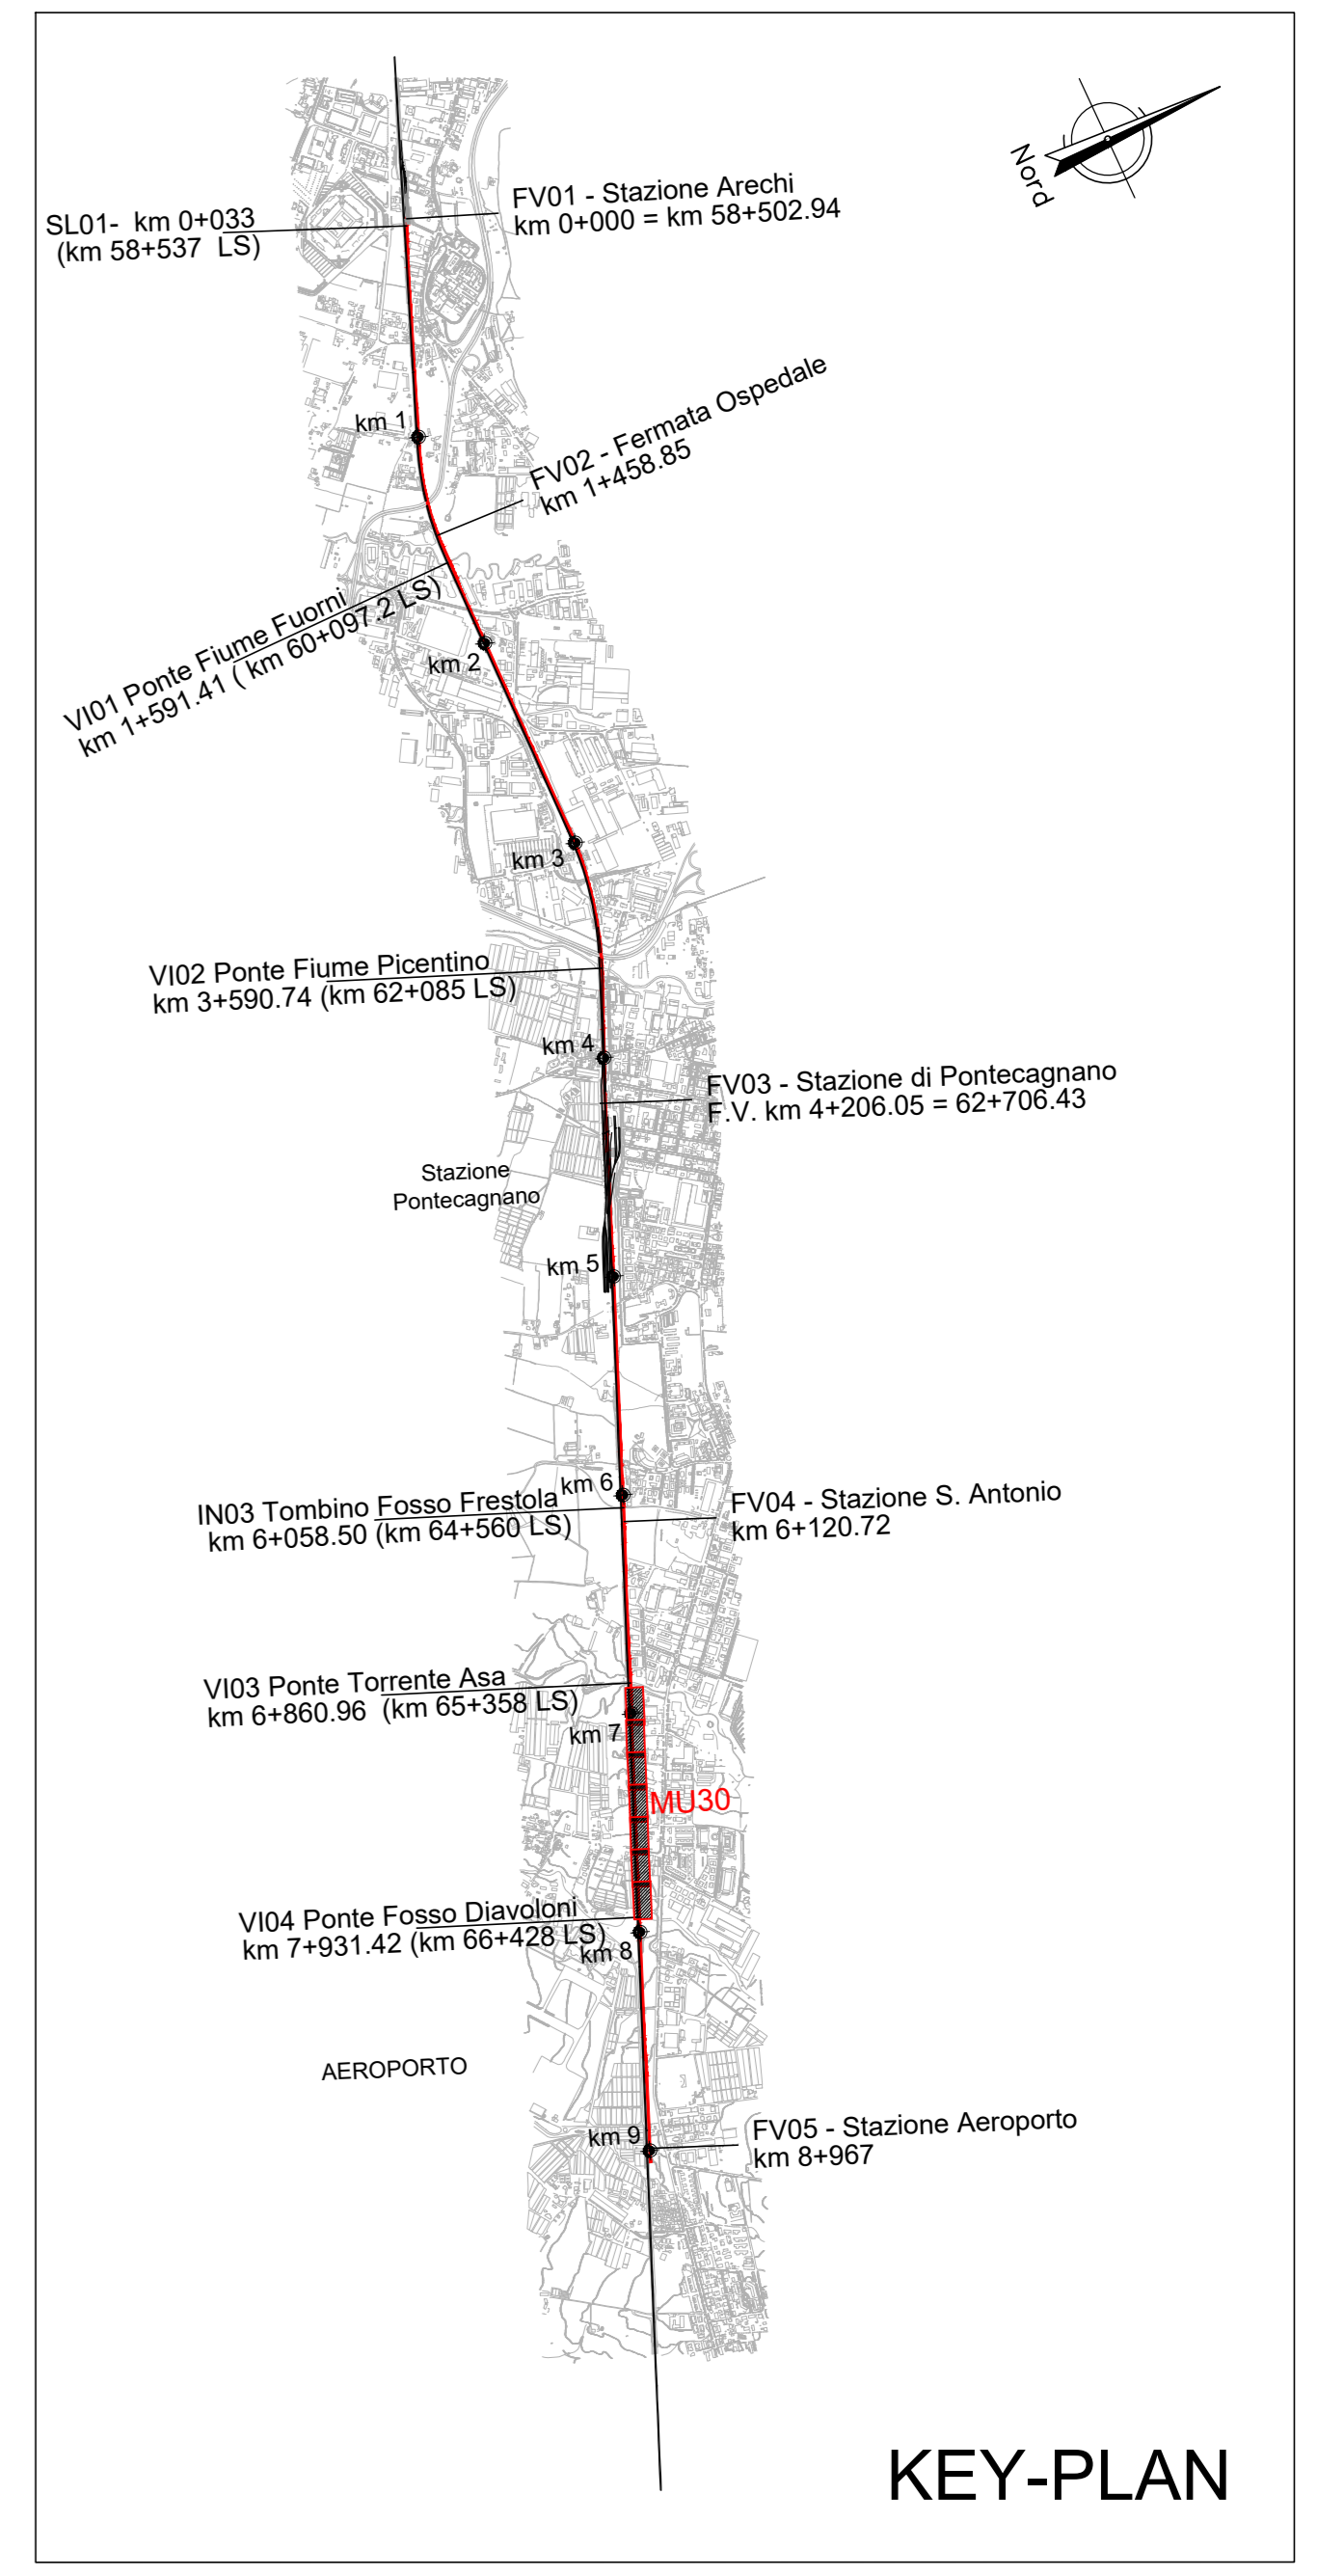 Nord
FV01 - Stazione Arechi
km 0+000 = km 58+502.94
SL01-  km 0+033
(km 58+537  LS)
km 1
FV02 - Fermata Ospedale
km 1+458.85
VI01 Ponte Fiume Fuorni
km 1+591.41 ( km 60+097.2 LS)
km 2
km 3
VI02 Ponte Fiume Picentino
km 3+590.74 (km 62+085 LS)
km 4
FV03 - Stazione di Pontecagnano
F.V. km 4+206.05 = 62+706.43
Stazione
Pontecagnano
km 5
km 6
IN03 Tombino Fosso Frestola
km 6+058.50 (km 64+560 LS)
FV04 - Stazione S. Antonio
km 6+120.72
VI03 Ponte Torrente Asa
km 6+860.96  (km 65+358 LS)
km 7
MU30
VI04 Ponte Fosso Diavoloni
km 7+931.42 (km 66+428 LS)
km 8
AEROPORTO
km 9
FV05 - Stazione Aeroporto
km 8+967
KEY-PLAN